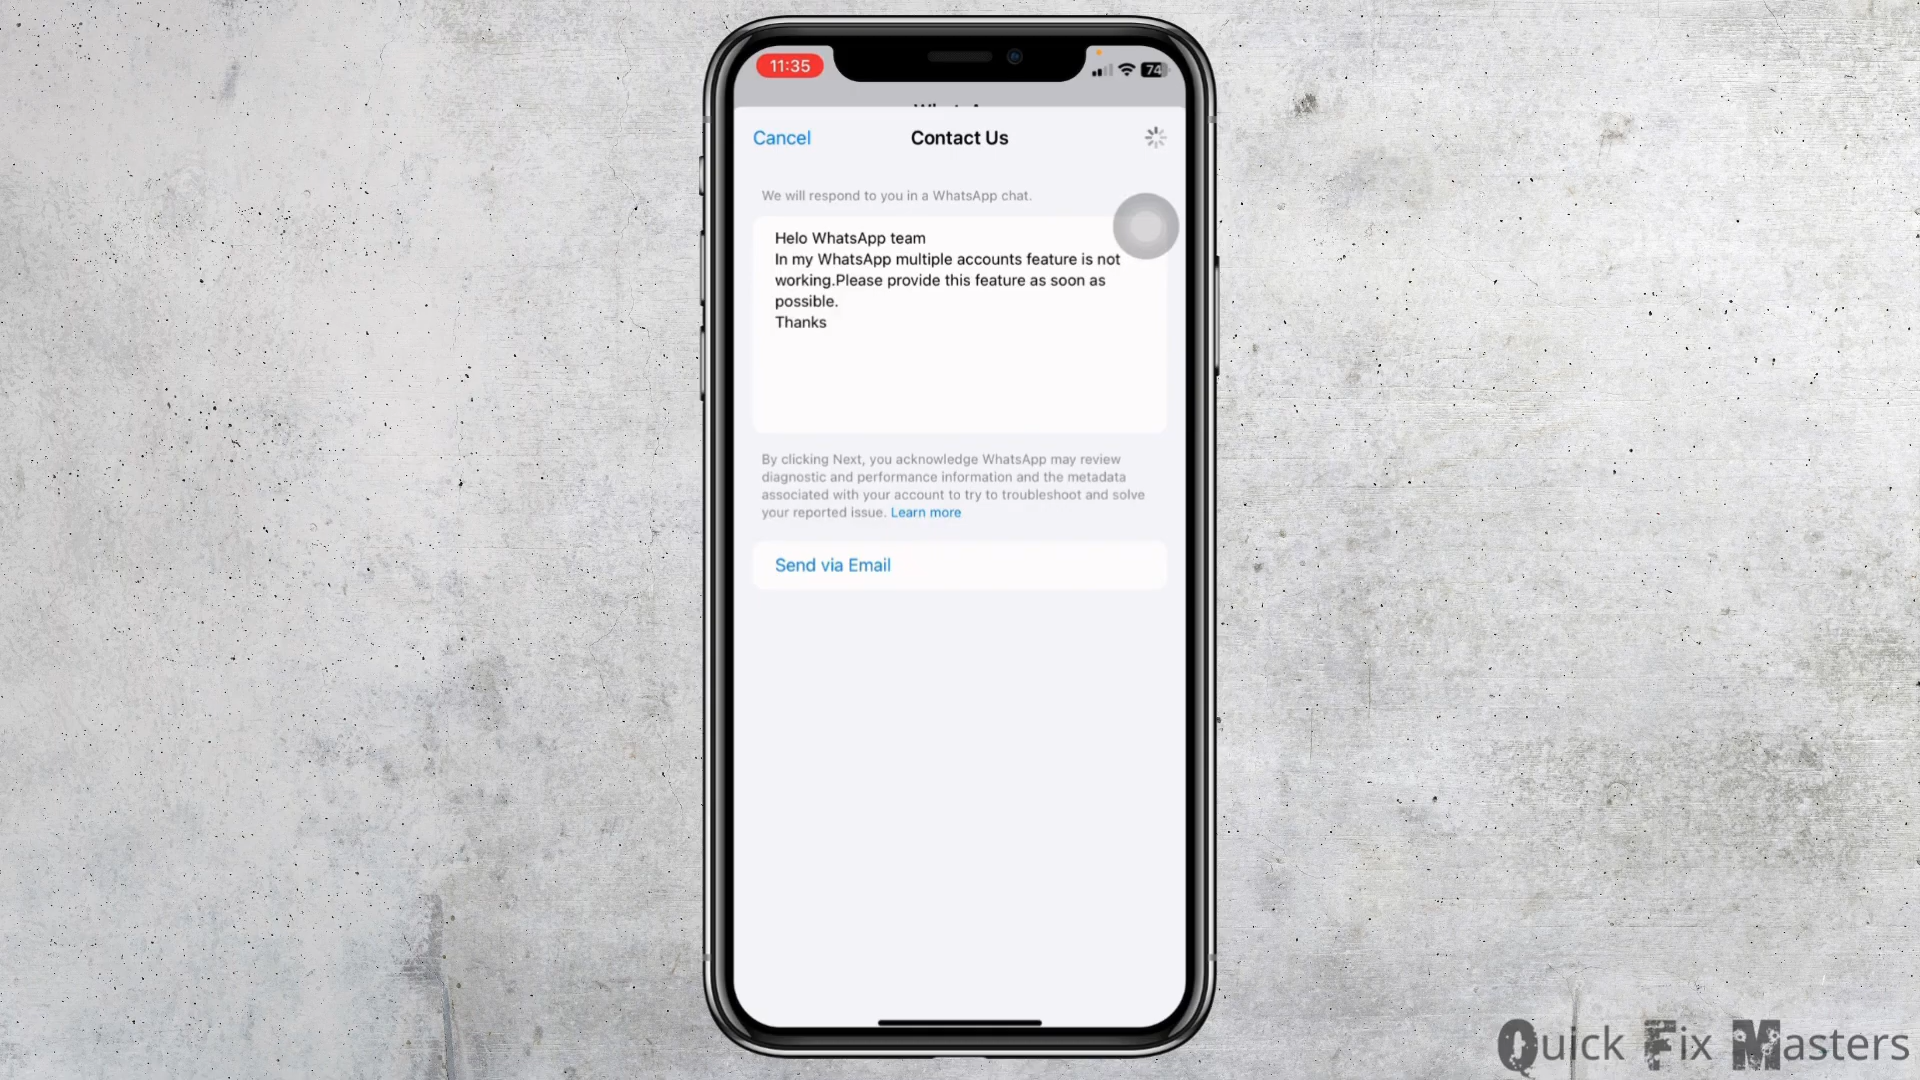 11:35
74
Cancel
Contact Us
We will respond to you in a WhatsApp chat.
Helo WhatsApp team
In my WhatsApp multiple accounts feature is not
working.Please provide this feature as soon as
possible.
Thanks
By clicking Next, you acknowledge WhatsApp may review
diagnostic and performance information and the metadata
associated with your account to try to troubleshoot and solve
your reported issue. Learn more
Send via Email
Quick Fix Masters